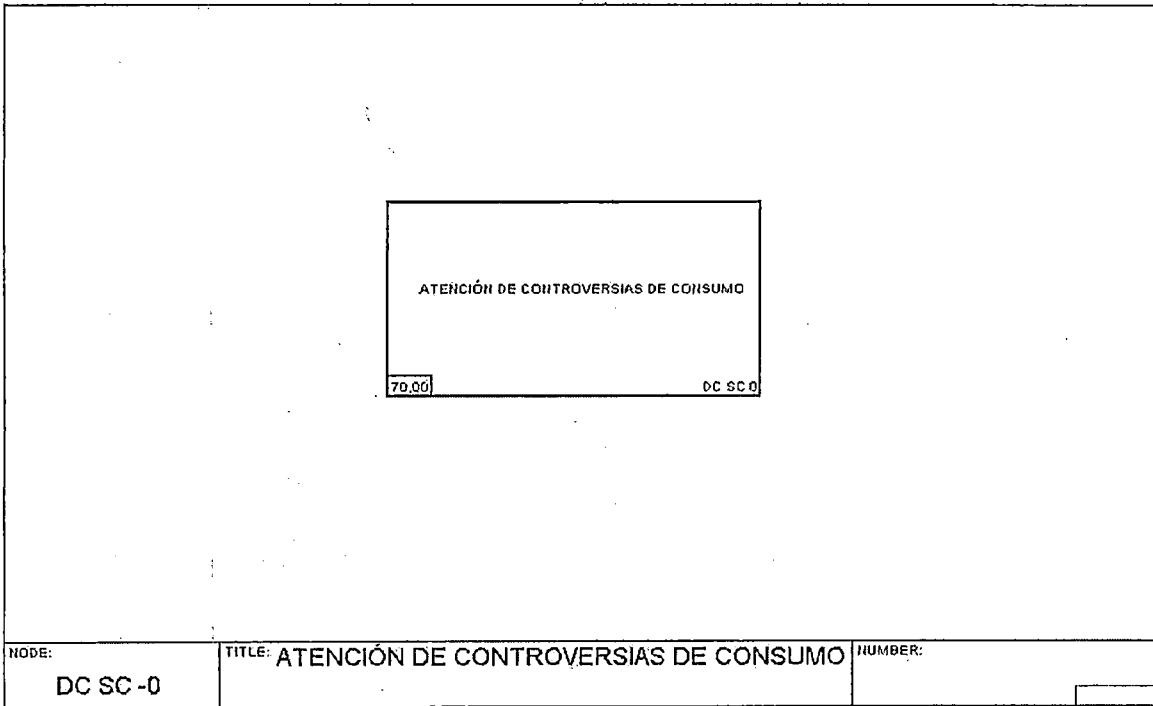 ATENCIÓN DE CONTROVERSIAS DE CONSUMO
70,00
DC SC 0
NODE:
DC SC -0
TITLE: ATENCIÓN DE CONTROVERSIAS DE CONSUMO
NUMBER: